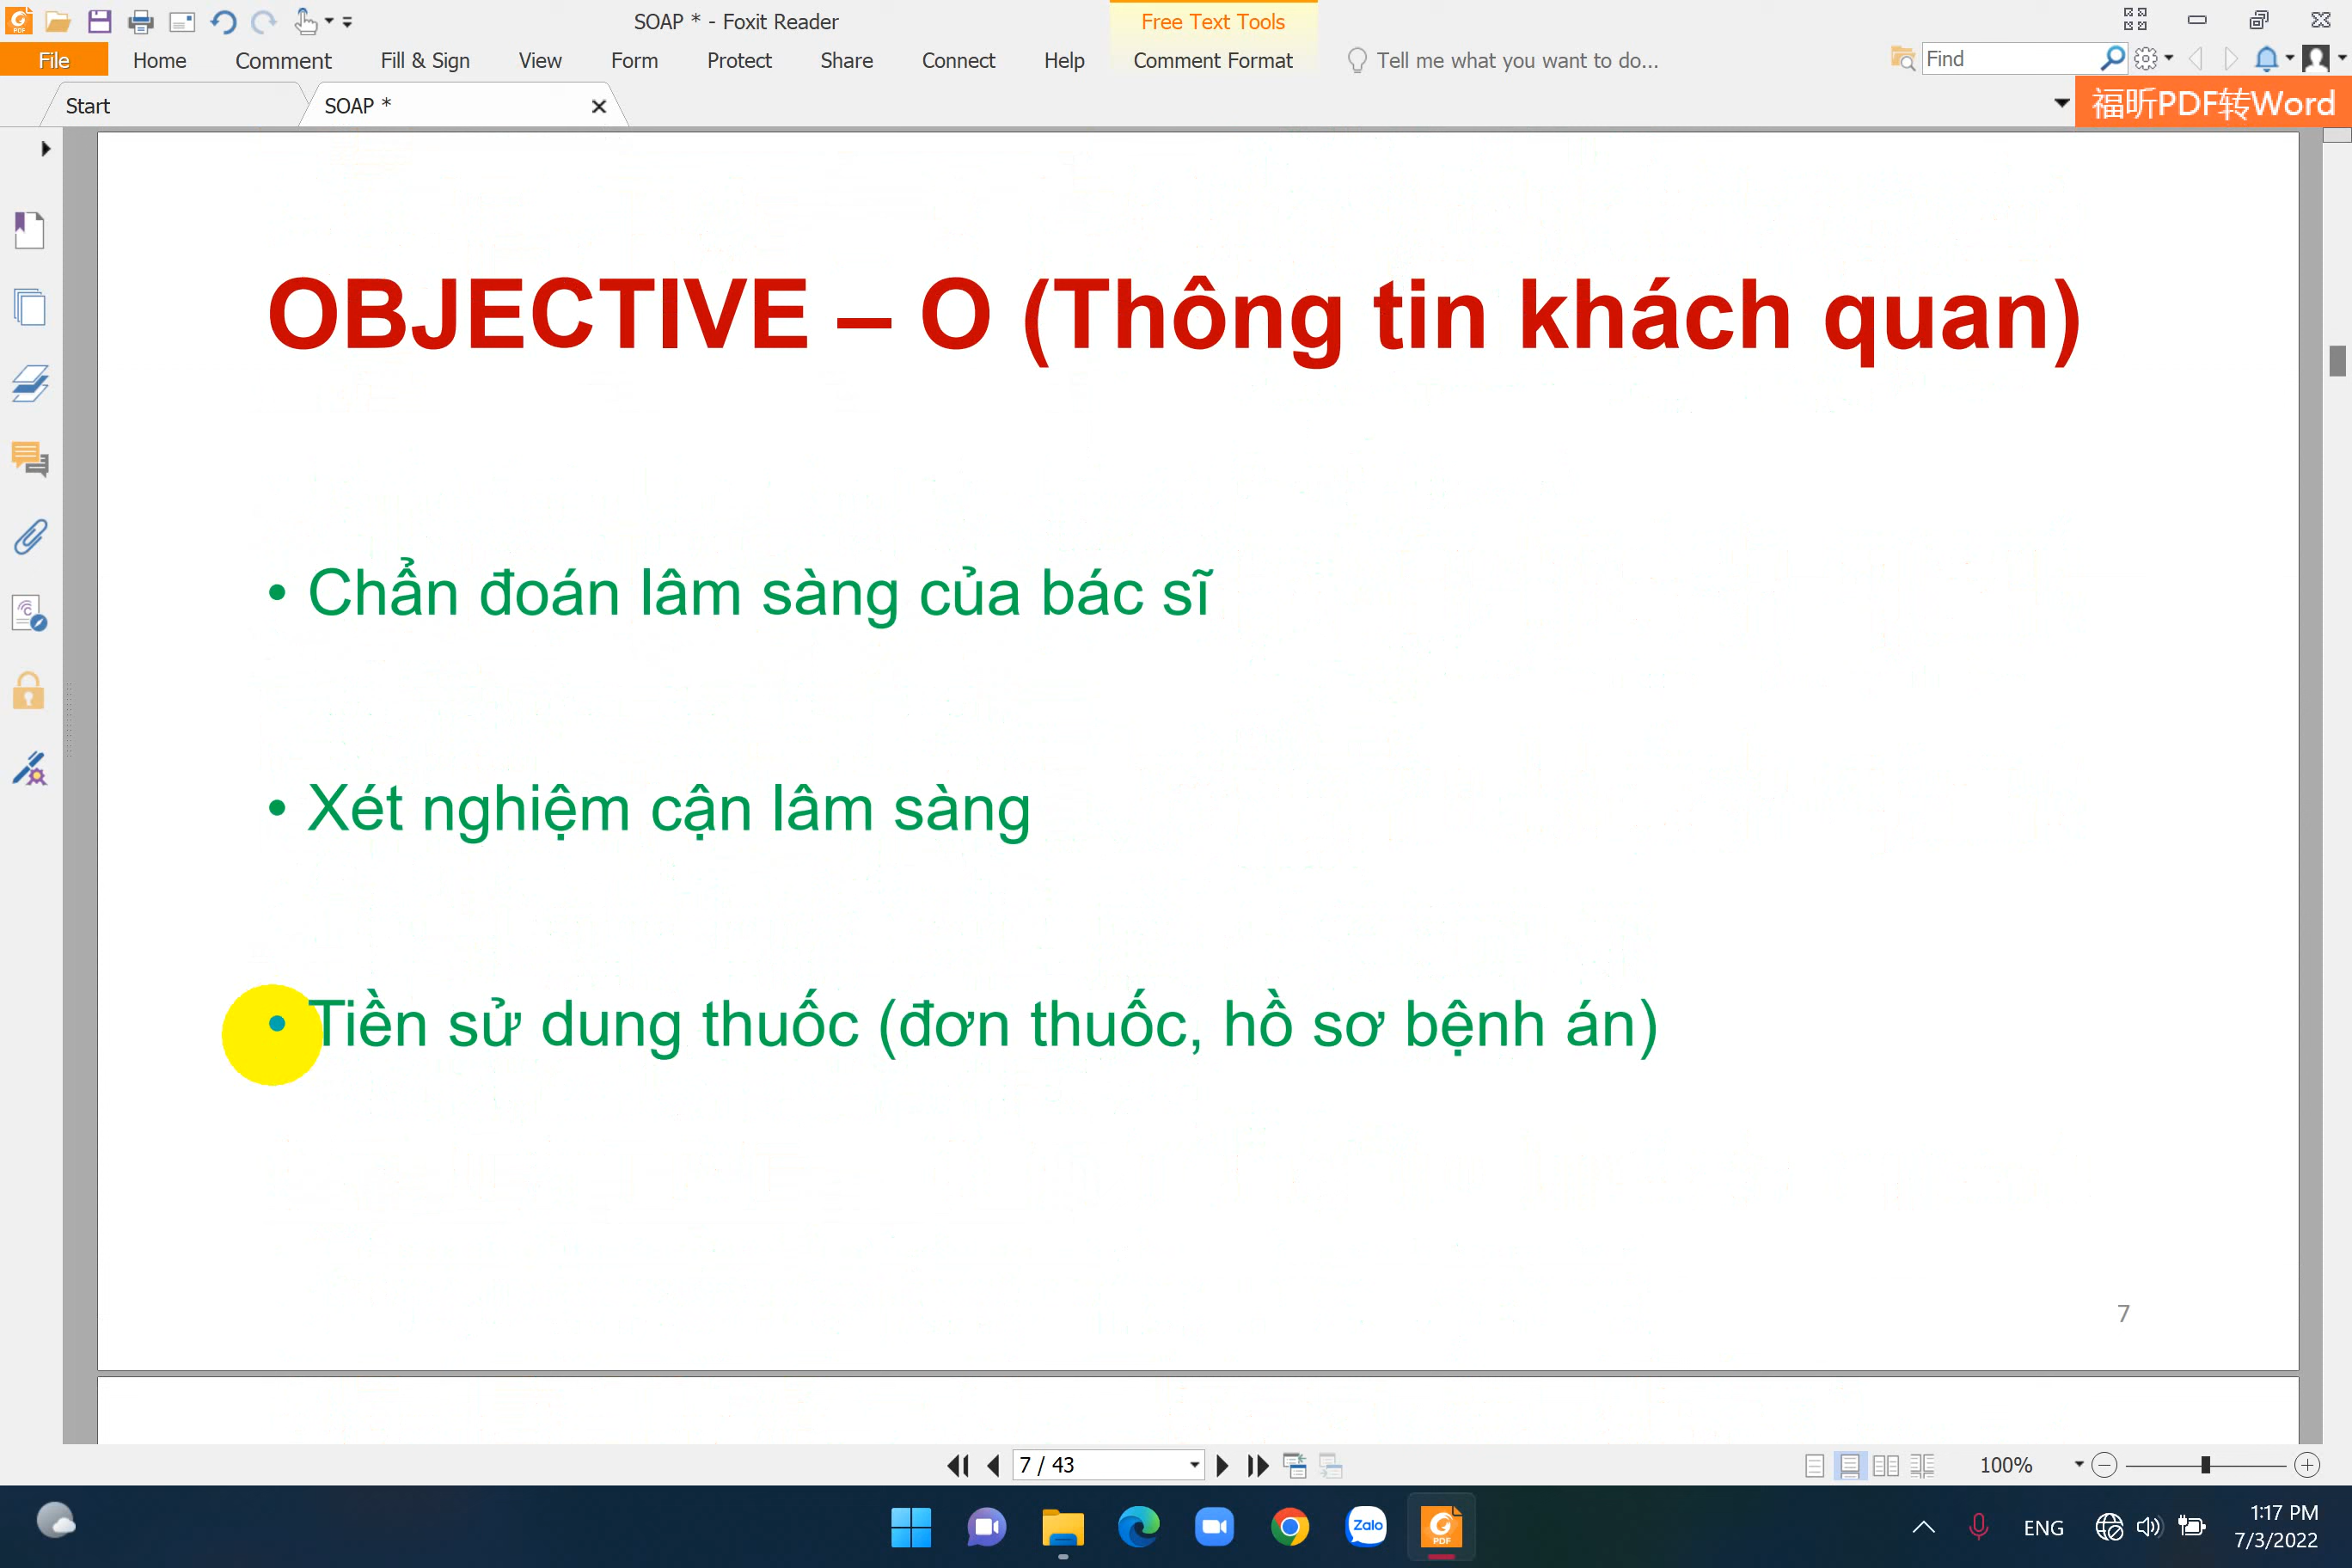 SOAP * - Foxit Reader
Free Text Tools
File
Home
Comment
Fill & Sign
View
Form
Protect
Share
Connect
Help
Comment Format
Tell me what you want to do...
Find
Start
SOAP *
福昕PDF转Word
OBJECTIVE – O (Thông tin khách quan)
• Chẩn đoán lâm sàng của bác sĩ
• Xét nghiệm cận lâm sàng
• Tiền sử dung thuốc (đơn thuốc, hồ sơ bệnh án)
7
7 / 43
100%
Zalo
PDF
ENG
1:17 PM
7/3/2022